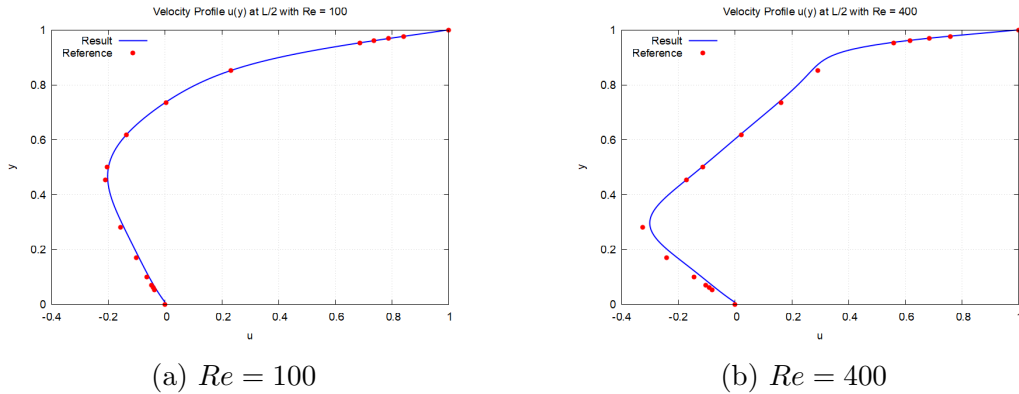 Velocity Profile u(y) at L/2 with Re = 100
Result
Reference
1
0.8
0.6
0.4
0.2
0
y
-0.4 -0.2 0 0.2 0.4 0.6 0.8 1
u
(a) Re = 100
Velocity Profile u(y) at L/2 with Re = 400
Result
Reference
1
0.8
0.6
0.4
0.2
0
y
-0.4 -0.2 0 0.2 0.4 0.6 0.8 1
u
(b) Re = 400